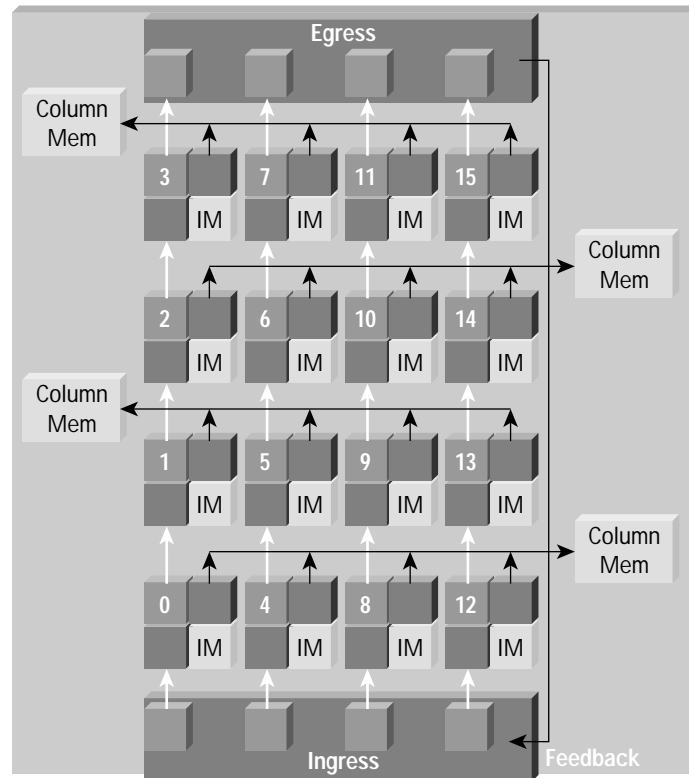 Egress
Column
Mem
3 7 11 15
IM IM IM IM
Column
Mem
2 6 10 14
IM IM IM IM
Column
Mem
1 5 9 13
IM IM IM IM
Column
Mem
0 4 8 12
IM IM IM IM
Ingress
Feedback